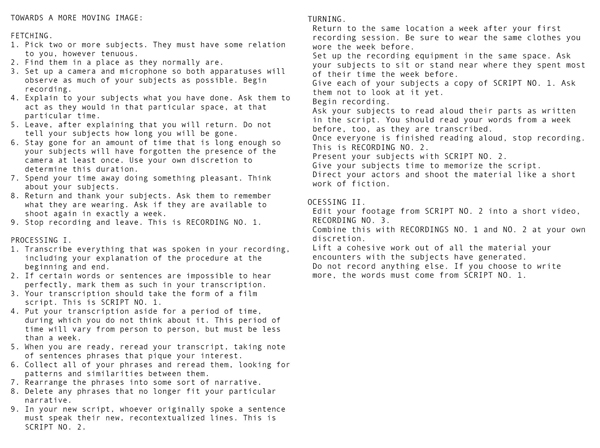 TOWARDS A MORE MOVING IMAGE:
FETCHING.
1. Pick two or more subjects. They must have some relation
to you, however tenuous.
2. Find them in a place as they normally are.
3. Set up a camera and microphone so both apparatuses will
observe as much of your subjects as possible. Begin
recording.
4. Explain to your subjects what you have done. Ask them to
act as they would in that particular space, at that
particular time.
5. Leave, after explaining that you will return. Do not
tell your subjects how long you will be gone.
6. Stay gone for an amount of time that is long enough so
your subjects will have forgotten the presence of the
camera at least once. Use your own discretion to
determine this duration.
7. Spend your time away doing something pleasant. Think
about your subjects.
8. Return and thank your subjects. Ask them to remember
what they are wearing. Ask if they are available to
shoot again in exactly a week.
9. Stop recording and leave. This is RECORDING NO. 1.
PROCESSING I.
1. Transcribe everything that was spoken in your recording,
including your explanation of the procedure at the
beginning and end.
2. If certain words or sentences are impossible to hear
perfectly, mark them as such in your transcription.
3. Your transcription should take the form of a film
script. This is SCRIPT NO. 1.
4. Put your transcription aside for a period of time,
during which you do not think about it. This period of
time will vary from person to person, but must be less
than a week.
5. When you are ready, reread your transcript, taking note
of sentences phrases that pique your interest.
6. Collect all of your phrases and reread them, looking for
patterns and similarities between them.
7. Rearrange the phrases into some sort of narrative.
8. Delete any phrases that no longer fit your particular
narrative.
9. In your new script, whoever originally spoke a sentence
must speak their new, recontextualized lines. This is
SCRIPT NO. 2.
TURNING.
Return to the same location a week after your first
recording session. Be sure to wear the same clothes you
wore the week before.
Set up the recording equipment in the same space. Ask
your subjects to sit or stand near where they spent most
of their time the week before.
Give each of your subjects a copy of SCRIPT NO. 1. Ask
them not to look at it yet.
Begin recording.
Ask your subjects to read aloud their parts as written
in the script. You should read your words from a week
before, too, as they are transcribed.
Once everyone is finished reading aloud, stop recording.
This is RECORDING NO. 2.
Present your subjects with SCRIPT NO. 2.
Give your subjects time to memorize the script.
Direct your actors and shoot the material like a short
work of fiction.
OCESSING II.
Edit your footage from SCRIPT NO. 2 into a short video,
RECORDING NO. 3.
Combine this with RECORDINGS NO. 1 and NO. 2 at your own
discretion.
Lift a cohesive work out of all the material your
encounters with the subjects have generated.
Do not record anything else. If you choose to write
more, the words must come from SCRIPT NO. 1.